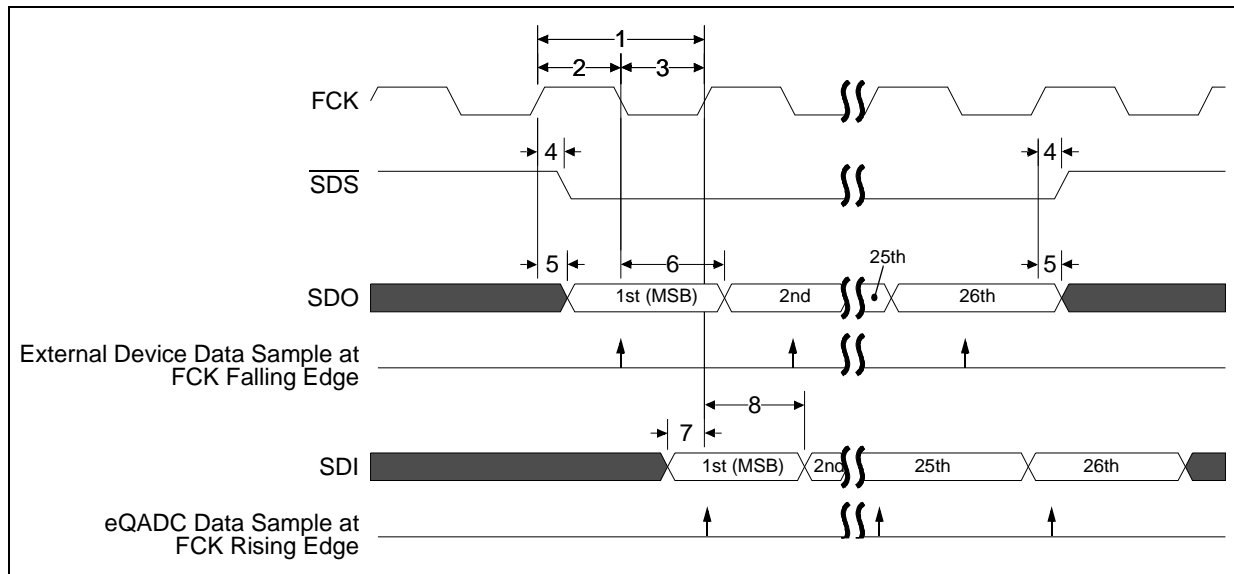 1
2 3
FCK
4 4
SDS
5 6 25th 5
SDO 1st (MSB) 2nd 26th
External Device Data Sample at
FCK Falling Edge
8
7
SDI 1st (MSB) 2nd 25th 26th
eQADC Data Sample at
FCK Rising Edge